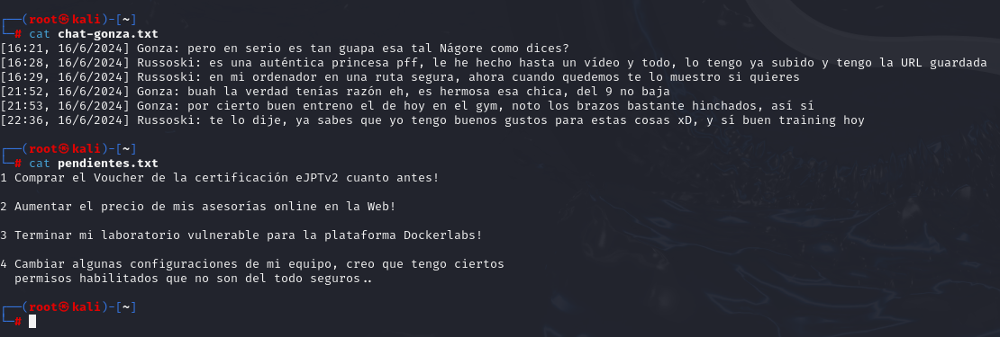 ┌──(root㉿kali)-[~]
└─# cat chat-gonza.txt
[16:21, 16/6/2024] Gonza: pero en serio es tan guapa esa tal Nágore como dices?
[16:28, 16/6/2024] Russoski: es una auténtica princesa pff, le he hecho hasta un vídeo y todo, lo tengo ya subido y tengo la URL guardada
[16:29, 16/6/2024] Russoski: en mi ordenador en una ruta segura, ahora cuando quedemos te lo muestro si quieres
[21:52, 16/6/2024] Gonza: buah la verdad tenías razón eh, es hermosa esa chica, del 9 no baja
[21:53, 16/6/2024] Gonza: por cierto buen entreno el de hoy en el gym, noto los brazos bastante hinchados, así sí
[22:36, 16/6/2024] Russoski: te lo dije, ya sabes que yo tengo buenos gustos para estas cosas xD, y sí buen training hoy
┌──(root㉿kali)-[~]
└─# cat pendientes.txt
1 Comprar el Voucher de la certificación eJPTv2 cuanto antes!
2 Aumentar el precio de mis asesorías online en la Web!
3 Terminar mi laboratorio vulnerable para la plataforma Dockerlabs!
4 Cambiar algunas configuraciones de mi equipo, creo que tengo ciertos
permisos habilitados que no son del todo seguros..
┌──(root㉿kali)-[~]
└─#